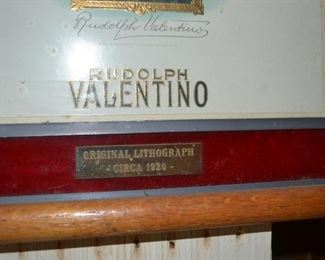 Rudolph Valentino
RUDOLPH
VALENTINO
ORIGINAL LITHOGRAPH
- CIRCA 1920 -